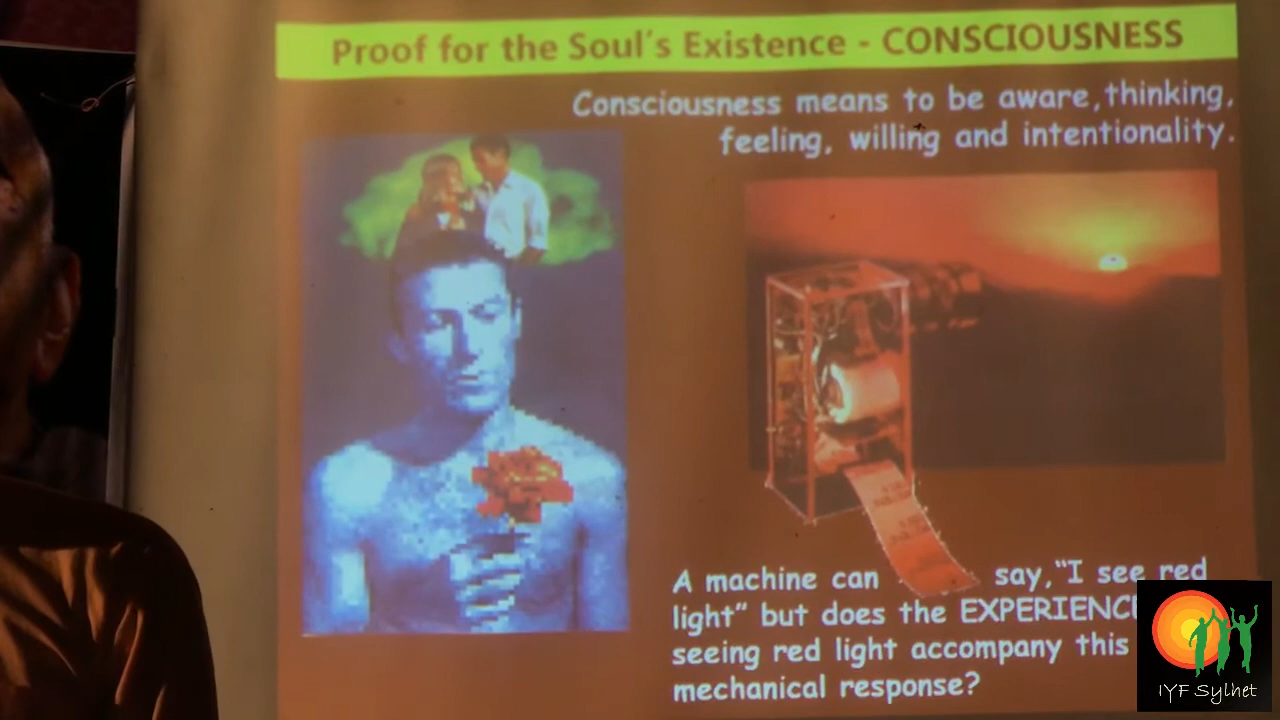 Proof for the Soul's Existence - CONSCIOUSNESS
Consciousness means to be aware,thinking,
feeling, willing and intentionality.
A machine can say,“I see red
light” but does the EXPERIENCE
seeing red light accompany this
mechanical response?
IYF Sylhet